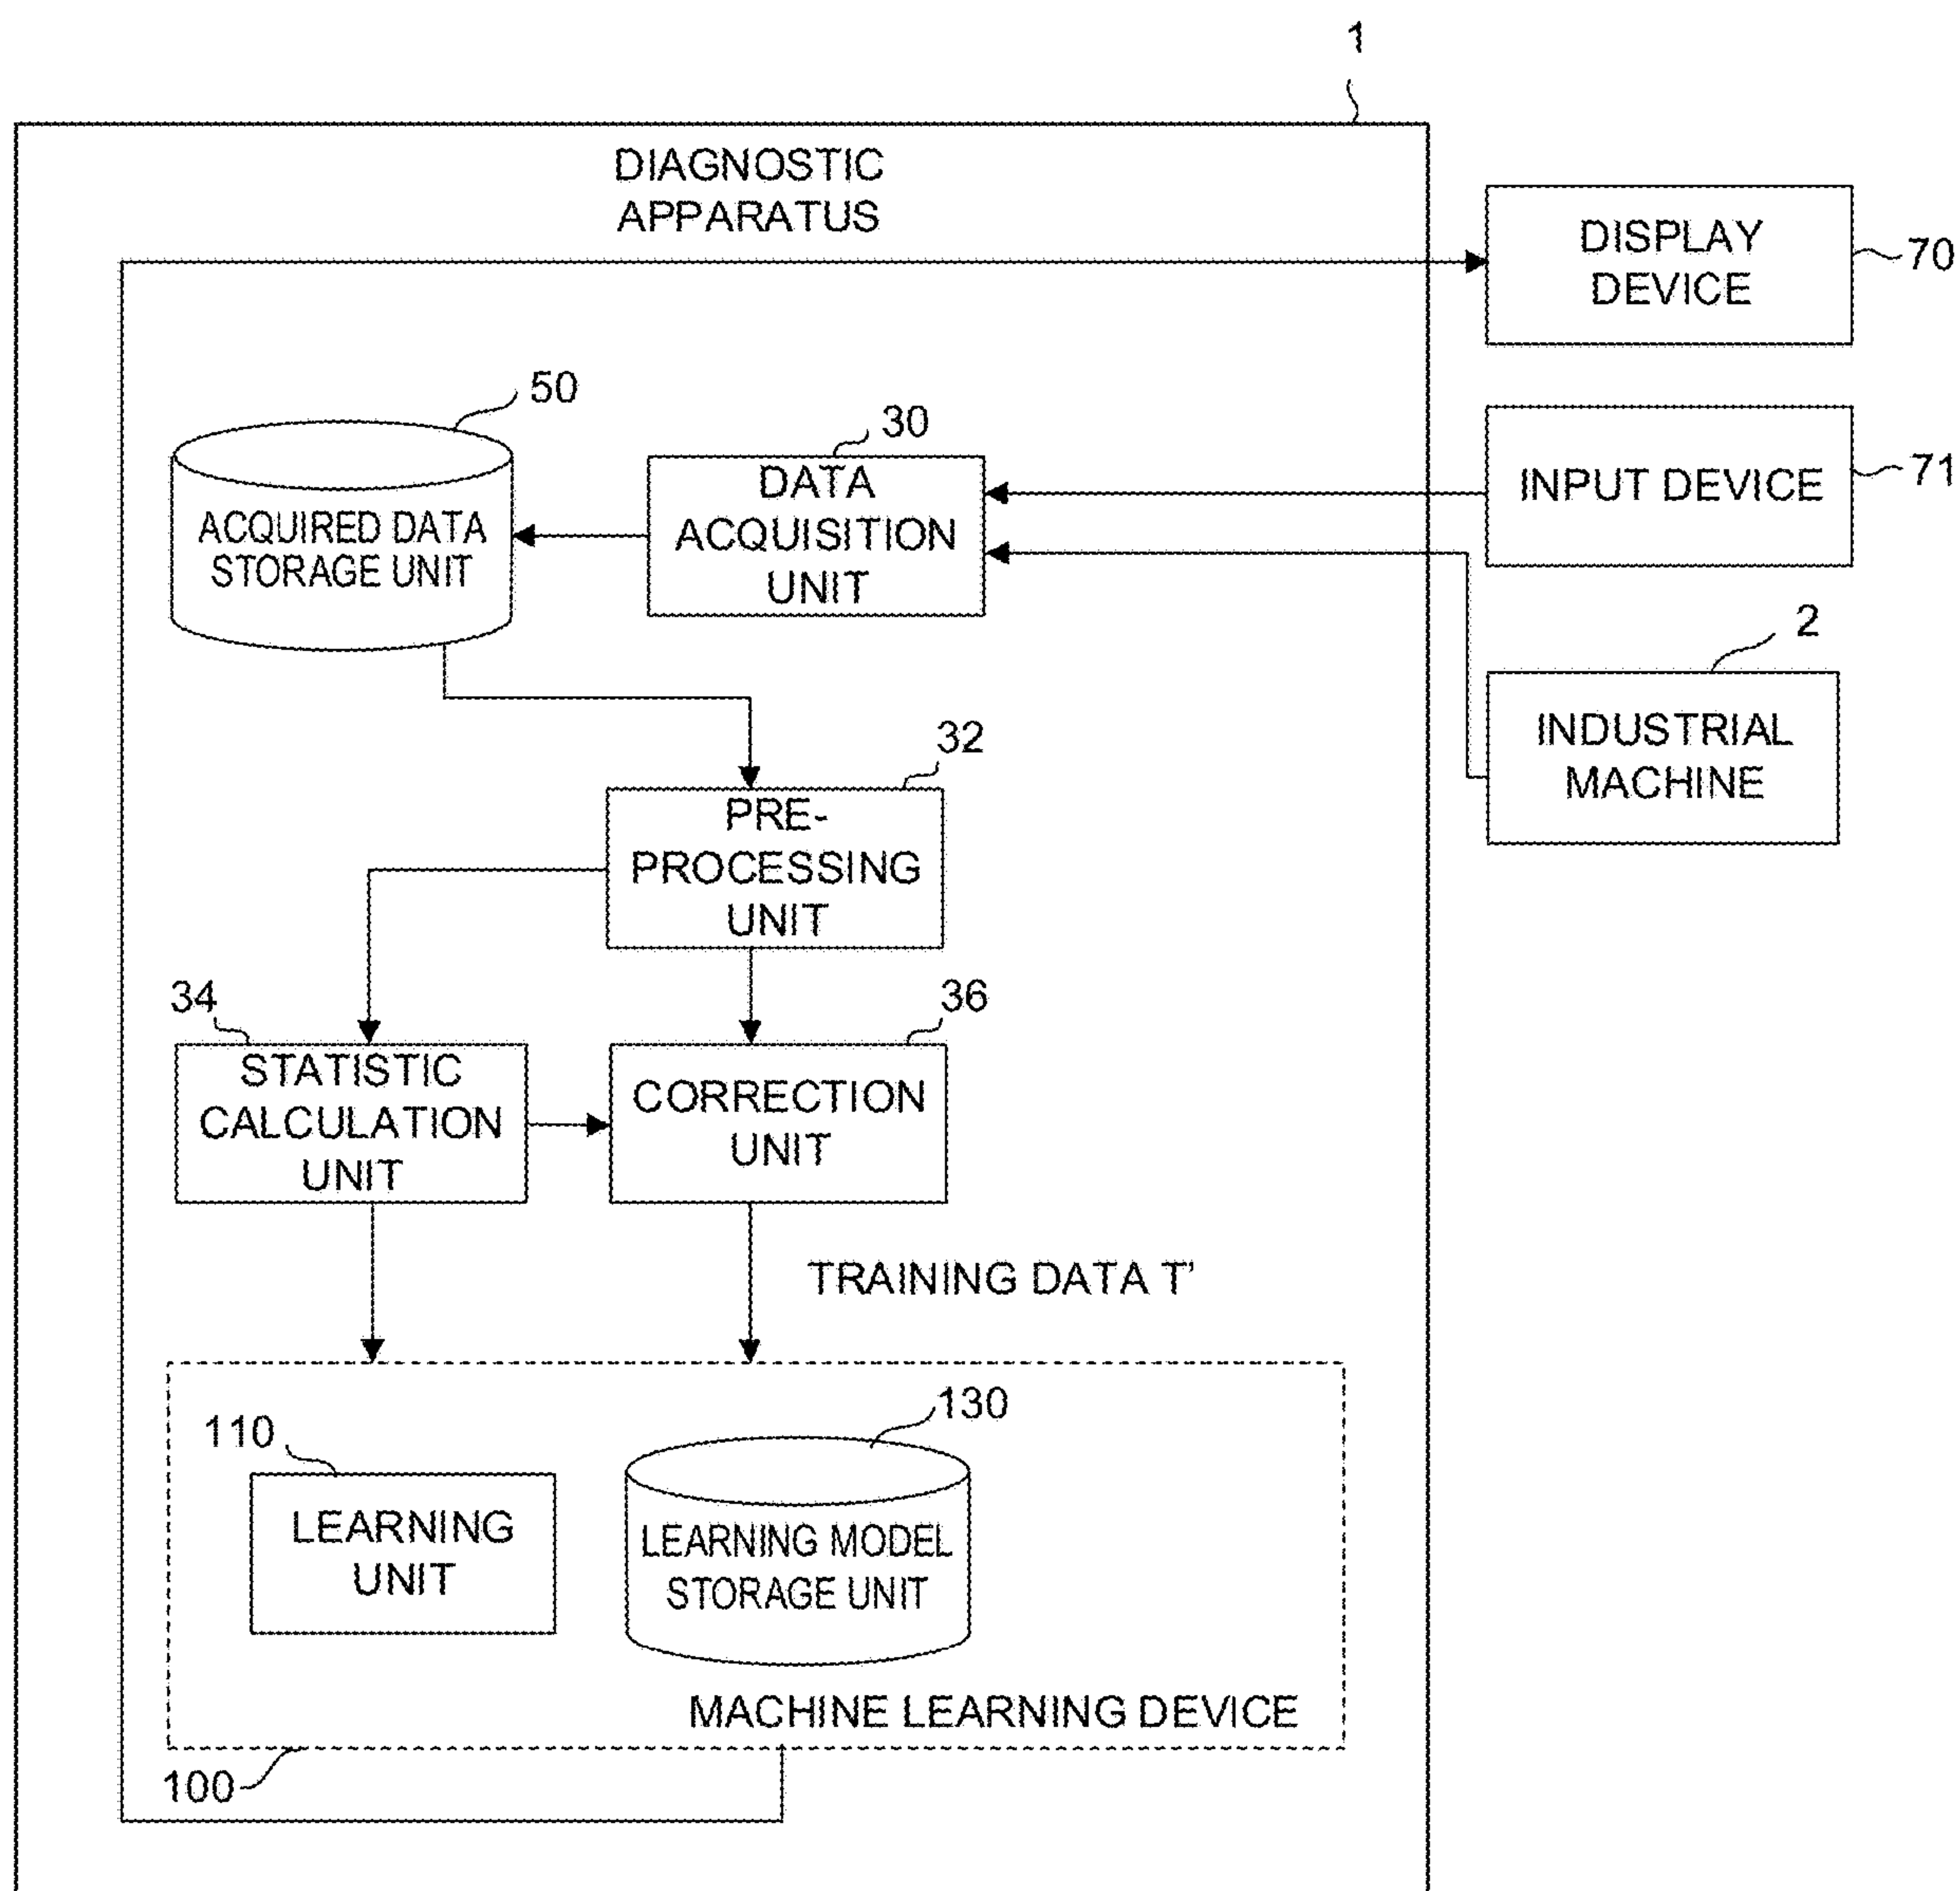 1
DIAGNOSTIC
APPARATUS
DISPLAY
DEVICE
70
50
30
ACQUIRED DATA
STORAGE UNIT
DATA
ACQUISITION
UNIT
INPUT DEVICE
71
2
INDUSTRIAL
MACHINE
32
PRE-
PROCESSING
UNIT
34
36
STATISTIC
CALCULATION
UNIT
CORRECTION
UNIT
TRAINING DATA T'
110
130
LEARNING
UNIT
LEARNING MODEL
STORAGE UNIT
MACHINE LEARNING DEVICE
100